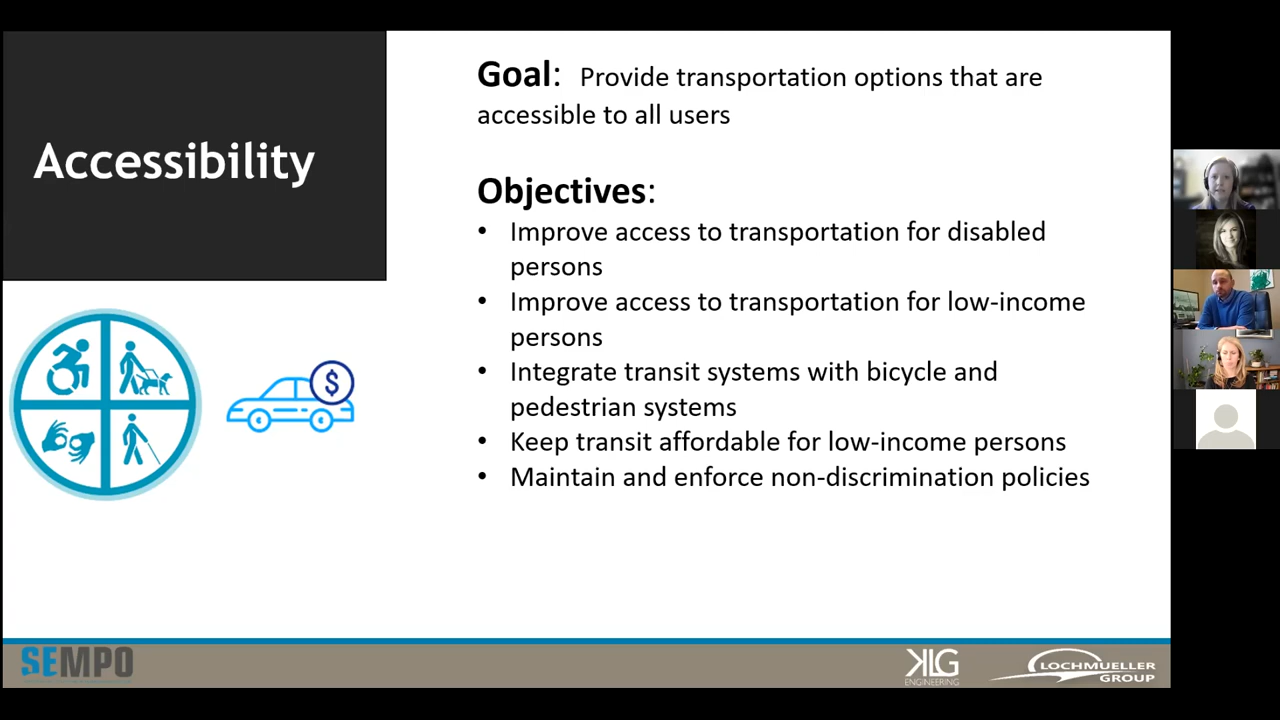 Accessibility
Goal: Provide transportation options that are
accessible to all users
Objectives:
• Improve access to transportation for disabled
persons
• Improve access to transportation for low-income
persons
• Integrate transit systems with bicycle and
pedestrian systems
• Keep transit affordable for low-income persons
• Maintain and enforce non-discrimination policies
$
SEMPO
KLG
ENGINEERING
LOCHMUELLER
GROUP